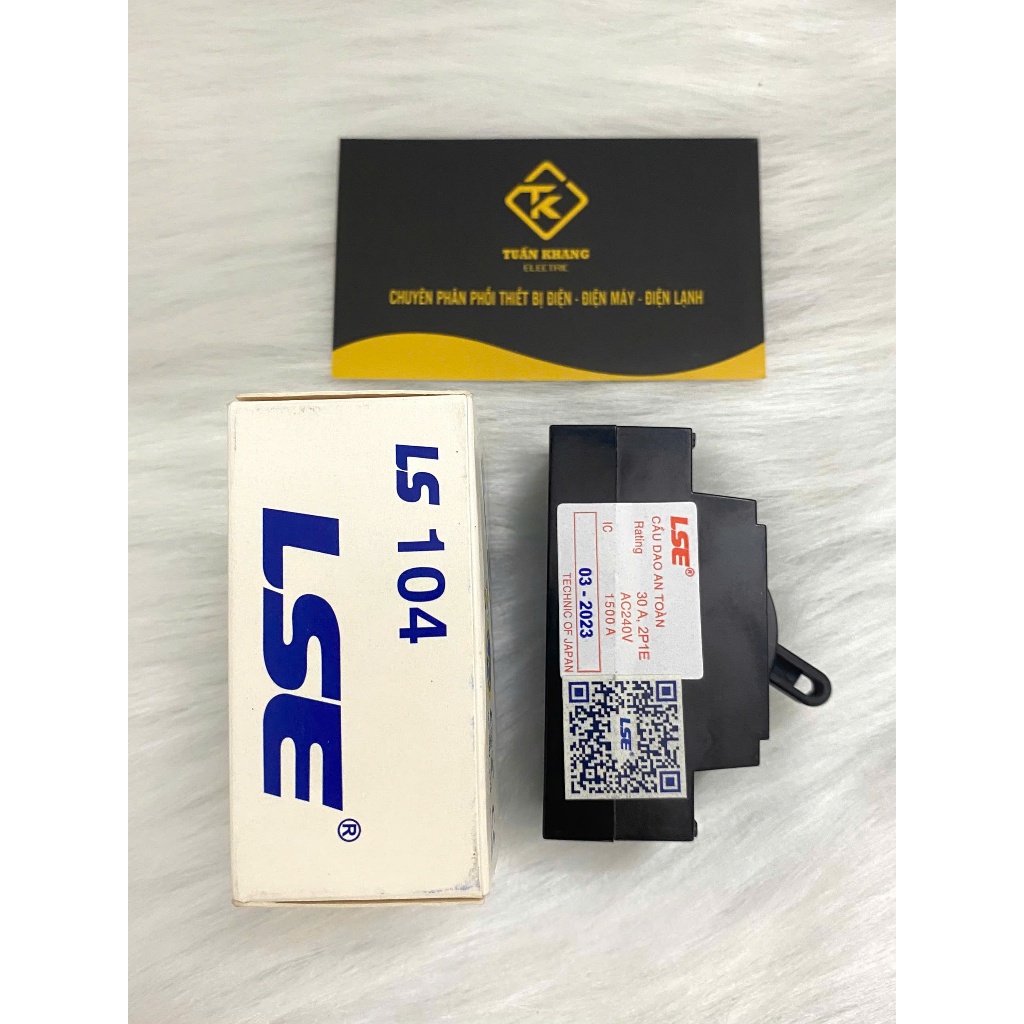 TK
TUẤN KHANG
ELECTRIC
CHUYÊN PHÂN PHỐI THIẾT BỊ ĐIỆN - ĐIỆN MÁY - ĐIỆN LẠNH
LS 104
LSE®
LSE®
CẦU DAO AN TOÀN
Rating 30 A, 2P1E
AC240V
IC 1500 A
03 - 2023
TECHNIC OF JAPAN
LSE®